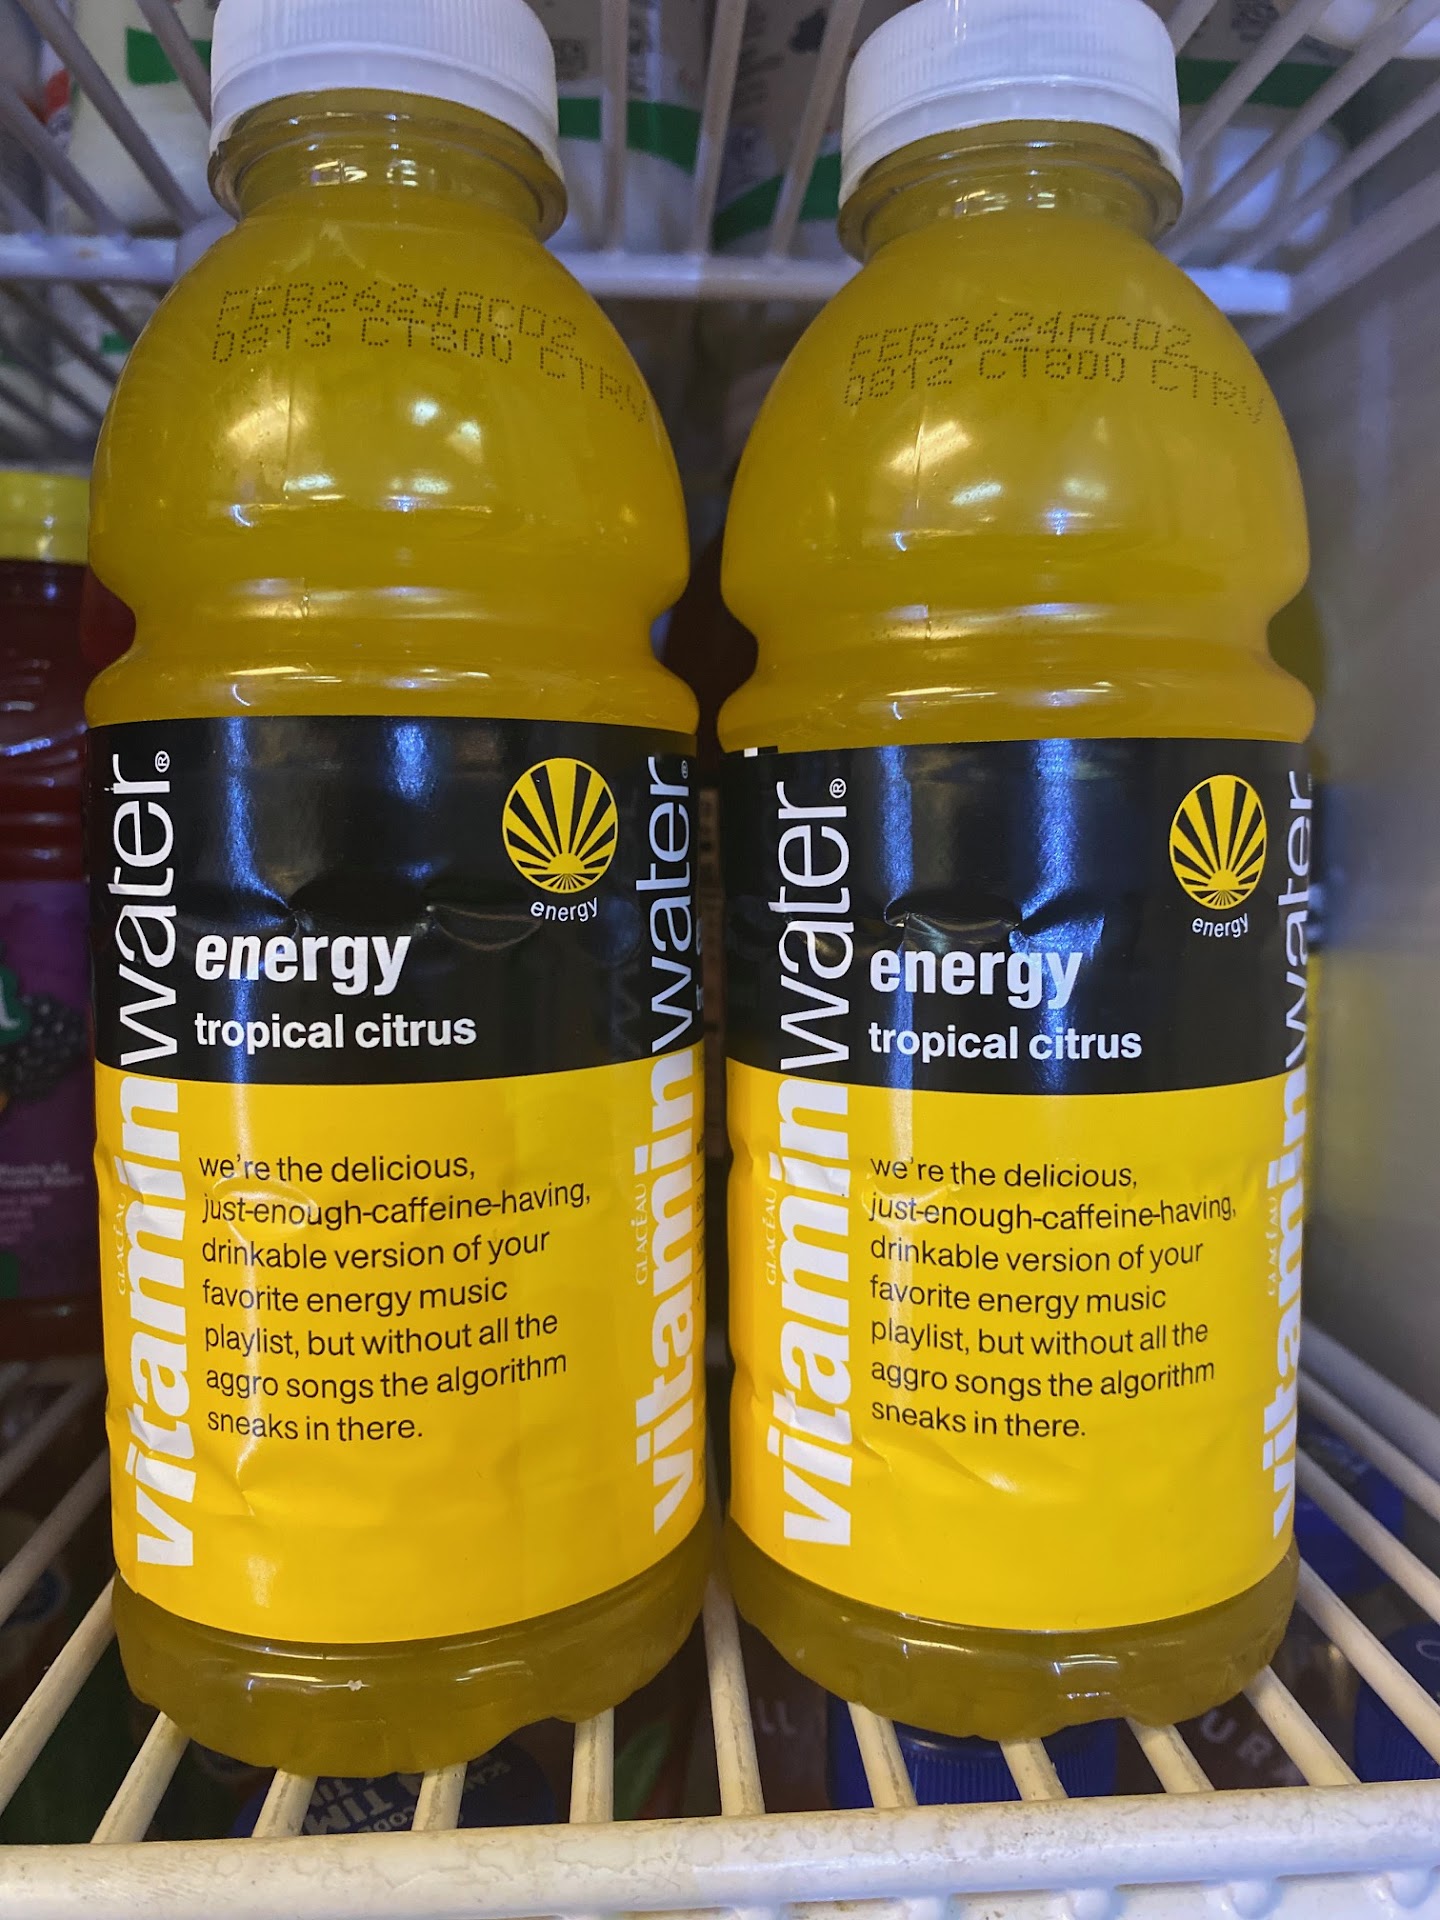 FEB2624ACD2
0813 CT800 CTRV
vitaminwater®
GLACÉAU
energy
energy
tropical citrus
we're the delicious,
just-enough-caffeine-having,
drinkable version of your
favorite energy music
playlist, but without all the
aggro songs the algorithm
sneaks in there.
vitaminwater®
GLACÉAU
FEB2624ACD2
0812 CT800 CTRV
vitaminwater®
GLACÉAU
energy
energy
tropical citrus
we're the delicious,
just-enough-caffeine-having,
drinkable version of your
favorite energy music
playlist, but without all the
aggro songs the algorithm
sneaks in there.
vitaminwater
GLACÉAU